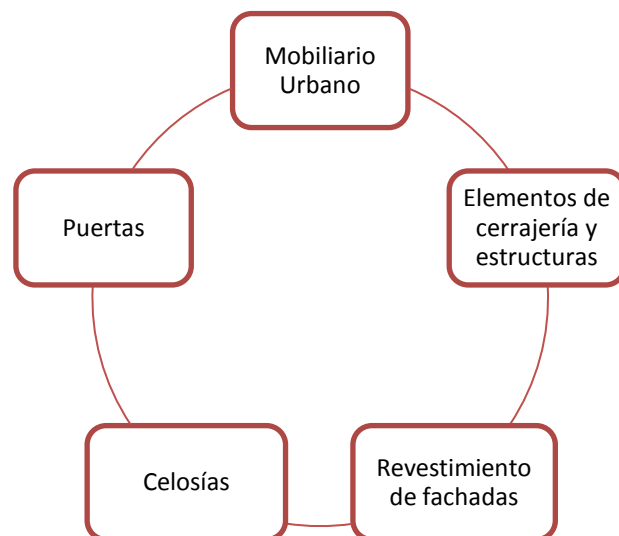 Mobiliario
Urbano
Elementos de
cerrajería y
estructuras
Revestimiento
de fachadas
Celosías
Puertas